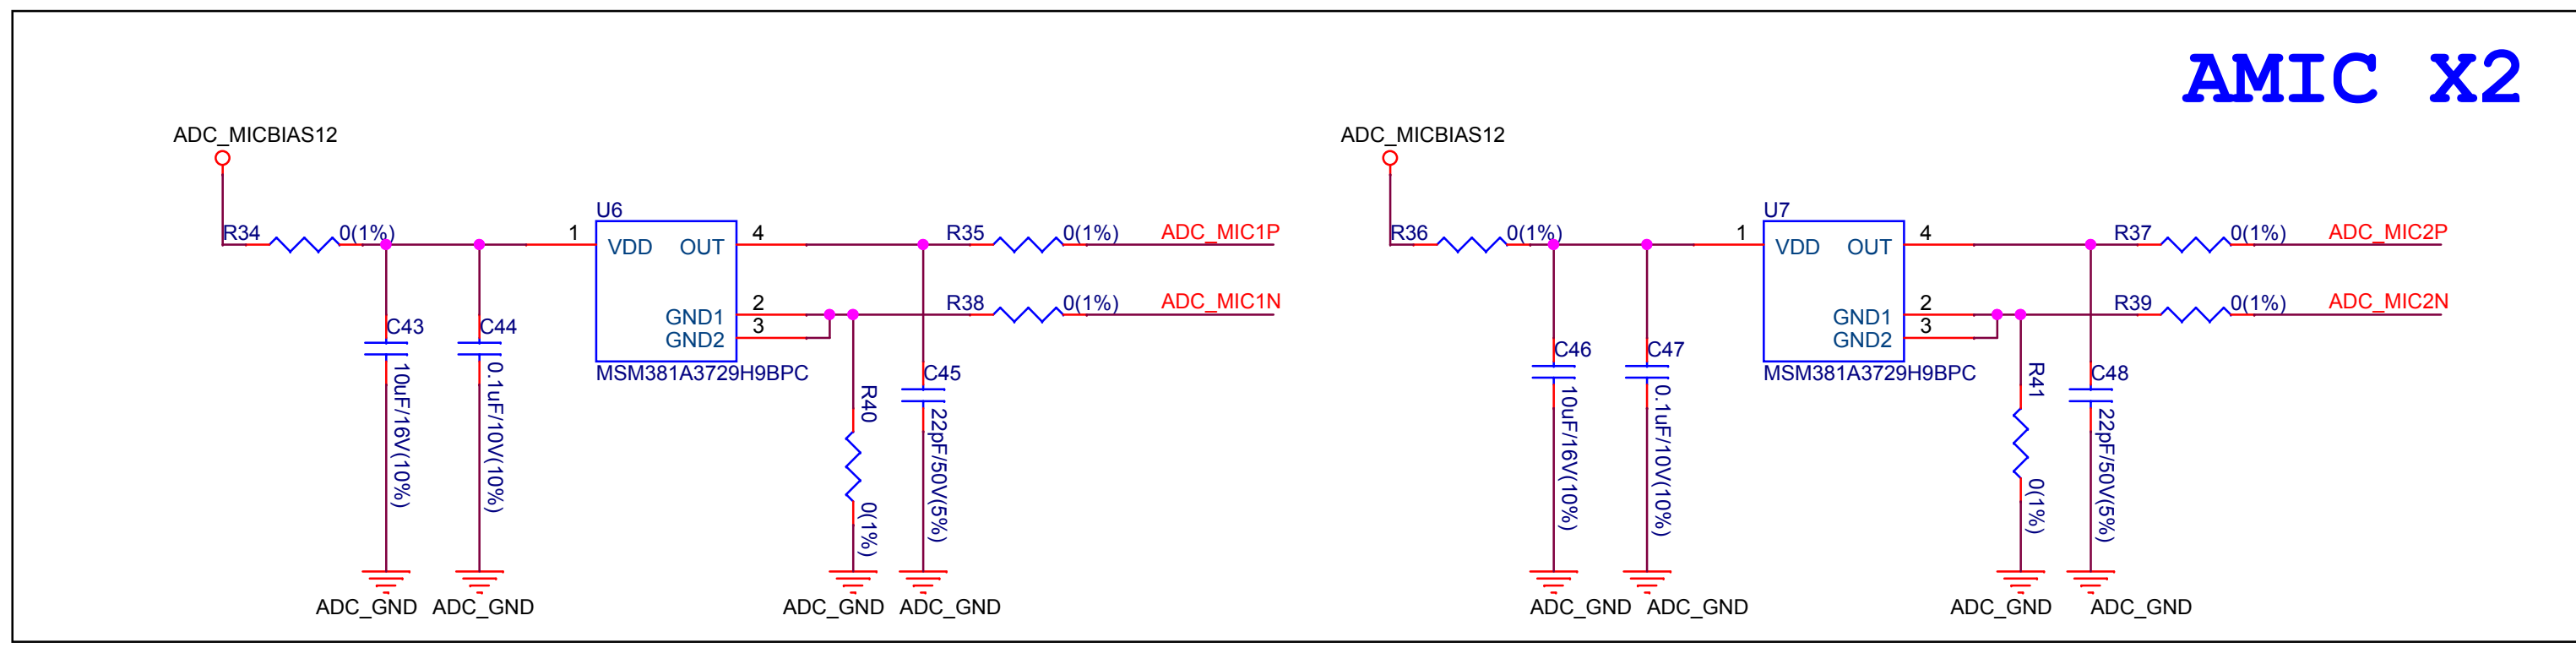 AMIC X2
ADC_MICBIAS12
R34
0(1%)
C43
10uF/16V(10%)
ADC_GND
C44
0.1uF/10V(10%)
ADC_GND
U6
1
VDD
OUT
4
GND1
2
GND2
3
MSM381A3729H9BPC
R35
0(1%)
ADC_MIC1P
R38
0(1%)
ADC_MIC1N
R40
0(1%)
ADC_GND
C45
22pF/50V(5%)
ADC_GND
ADC_MICBIAS12
R36
0(1%)
C46
10uF/16V(10%)
ADC_GND
C47
0.1uF/10V(10%)
ADC_GND
U7
1
VDD
OUT
4
GND1
2
GND2
3
MSM381A3729H9BPC
R37
0(1%)
ADC_MIC2P
R39
0(1%)
ADC_MIC2N
R41
0(1%)
ADC_GND
C48
22pF/50V(5%)
ADC_GND